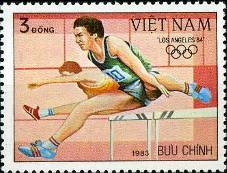 3 ĐỒNG
VIỆT NAM
"LOS ANGELES 84"
1983
BƯU CHÍNH